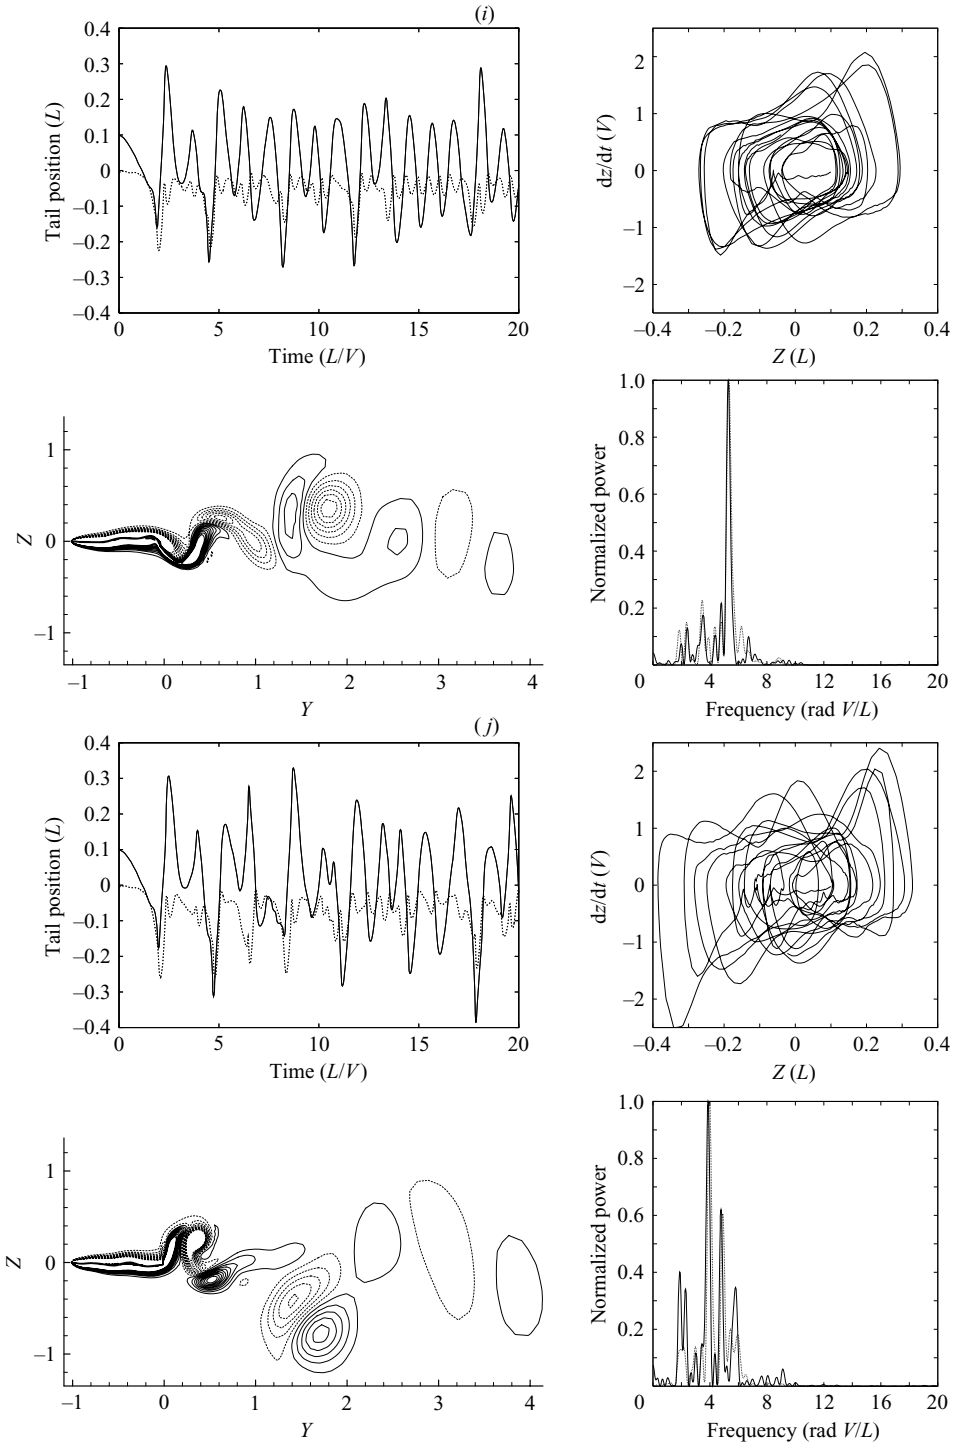 (i)
0.4
0.3
0.2
0.1
0
–0.1
–0.2
–0.3
–0.4
Tail position (L)
0 5 10 15 20
Time (L/V)
2
1
0
–1
–2
dz/dt (V)
–0.4 –0.2 0 0.2 0.4
Z (L)
1
0
–1
Z
–1 0 1 2 3 4
Y
1.0
0.8
0.6
0.4
0.2
Normalized power
0 4 8 12 16 20
Frequency (rad V/L)
(j)
0.4
0.3
0.2
0.1
0
–0.1
–0.2
–0.3
–0.4
Tail position (L)
0 5 10 15 20
Time (L/V)
2
1
0
–1
–2
dz/dt (V)
–0.4 –0.2 0 0.2 0.4
Z (L)
1
0
–1
Z
–1 0 1 2 3 4
Y
1.0
0.8
0.6
0.4
0.2
Normalized power
0 4 8 12 16 20
Frequency (rad V/L)